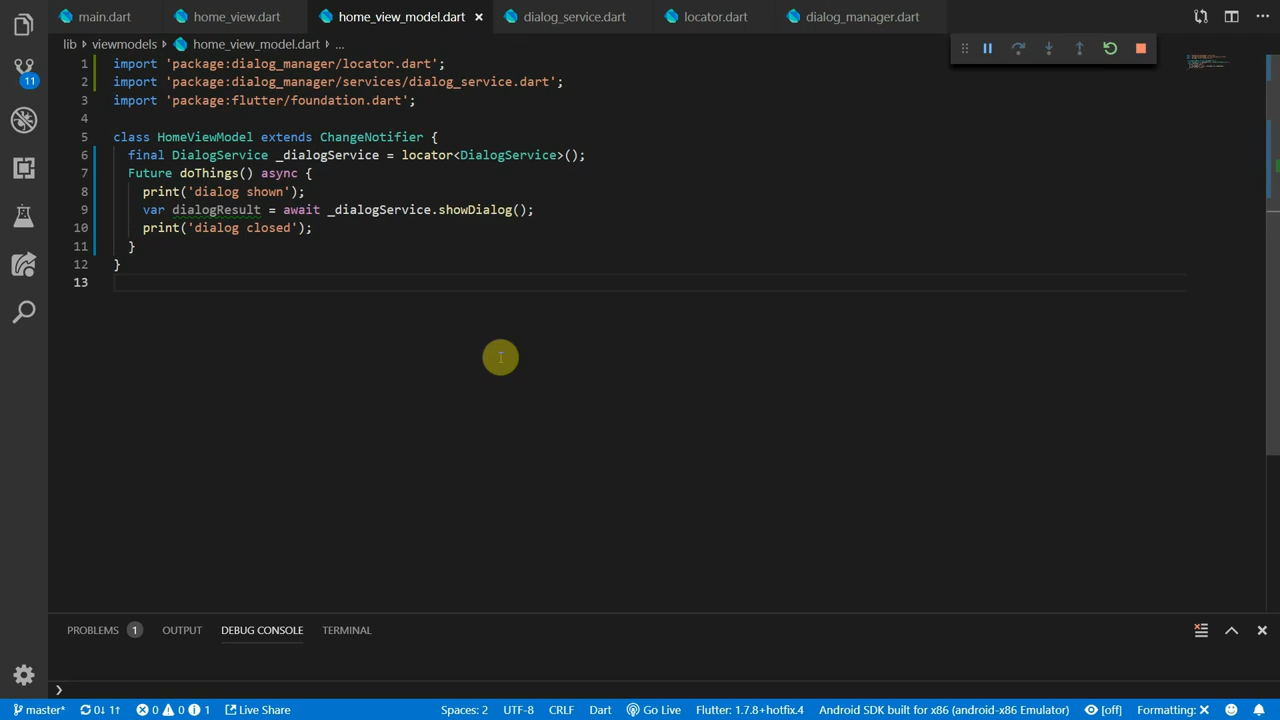 main.dart
home_view.dart
home_view_model.dart ×
dialog_service.dart
locator.dart
dialog_manager.dart
lib
viewmodels
home_view_model.dart
...
1 import 'package:dialog_manager/locator.dart';
2 import 'package:dialog_manager/services/dialog_service.dart';
3 import 'package:flutter/foundation.dart';
4
5 class HomeViewModel extends ChangeNotifier {
6 final DialogService _dialogService = locator<DialogService>();
7 Future doThings() async {
8 print('dialog shown');
9 var dialogResult = await _dialogService.showDialog();
10 print('dialog closed');
11 }
12 }
13
11
PROBLEMS 1
OUTPUT
DEBUG CONSOLE
TERMINAL
master*
0↓ 1↑
0 0 1
Live Share
Spaces: 2
UTF-8
CRLF
Dart
Go Live
Flutter: 1.7.8+hotfix.4
Android SDK built for x86 (android-x86 Emulator)
[off]
Formatting: ×